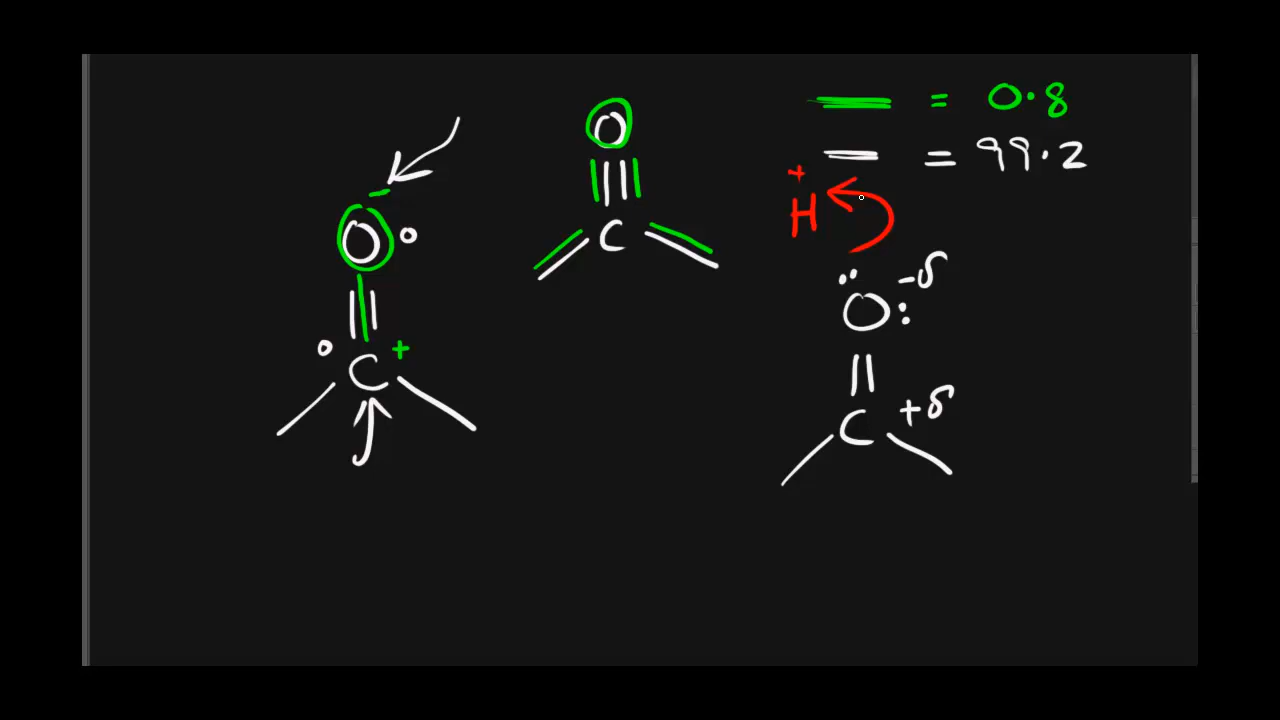 = 0.8
= 99.2
+
H
O
-
O o
o C +
C
O -δ
C +δ